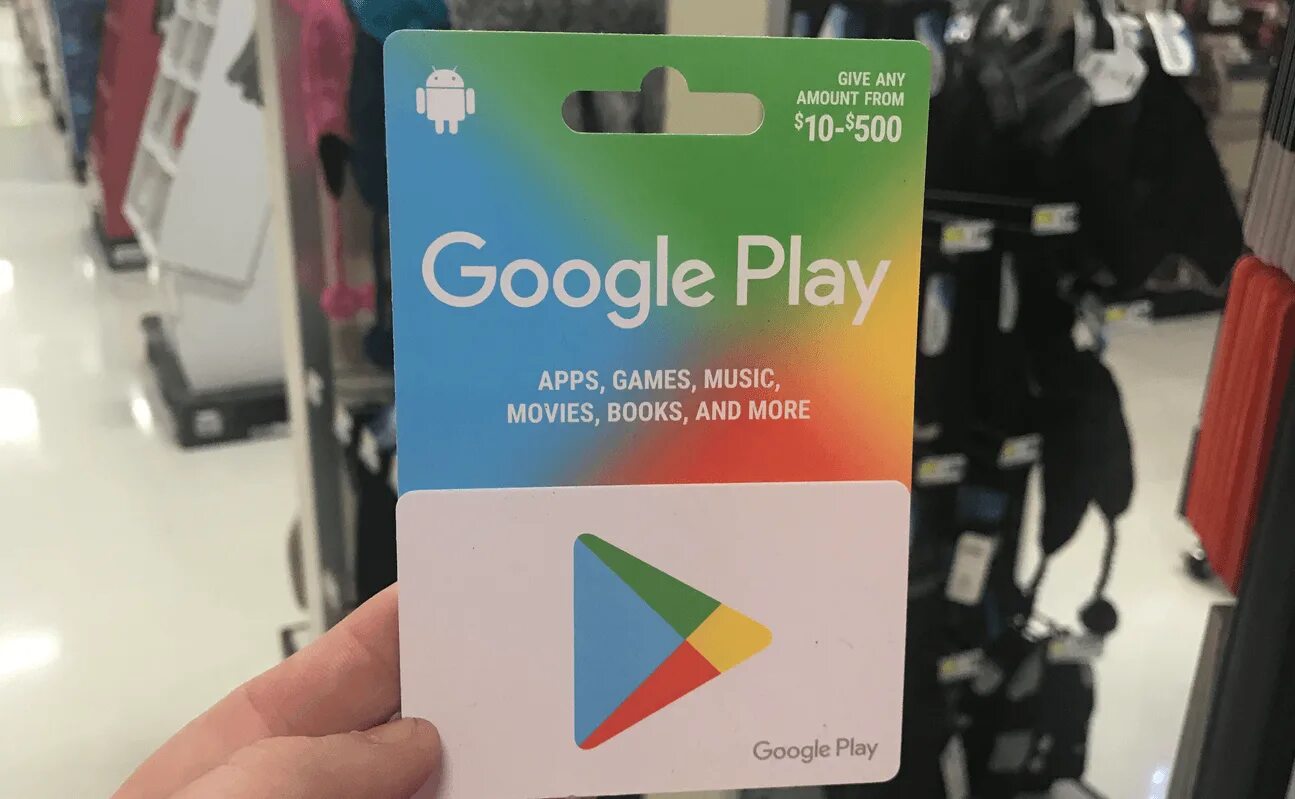 GIVE ANY
AMOUNT FROM
$10-$500
Google Play
APPS, GAMES, MUSIC,
MOVIES, BOOKS, AND MORE
Google Play